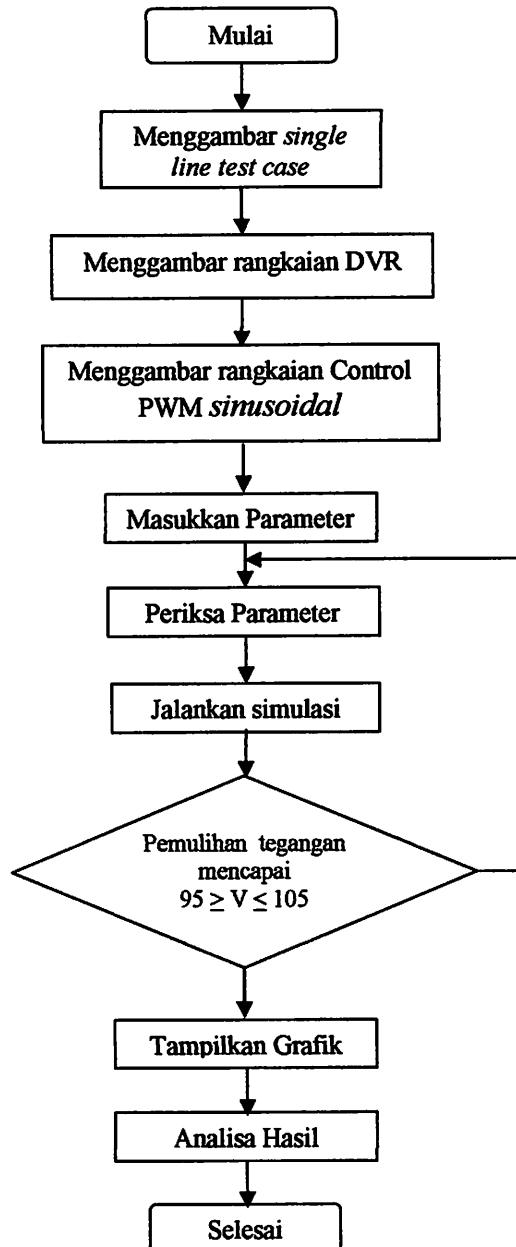 Mulai
Menggambar single
line test case
Menggambar rangkaian DVR
Menggambar rangkaian Control
PWM sinusoidal
Masukkan Parameter
Periksa Parameter
Jalankan simulasi
Pemulihan tegangan
mencapai
95 ≥ V ≤ 105
Tampilkan Grafik
Analisa Hasil
Selesai